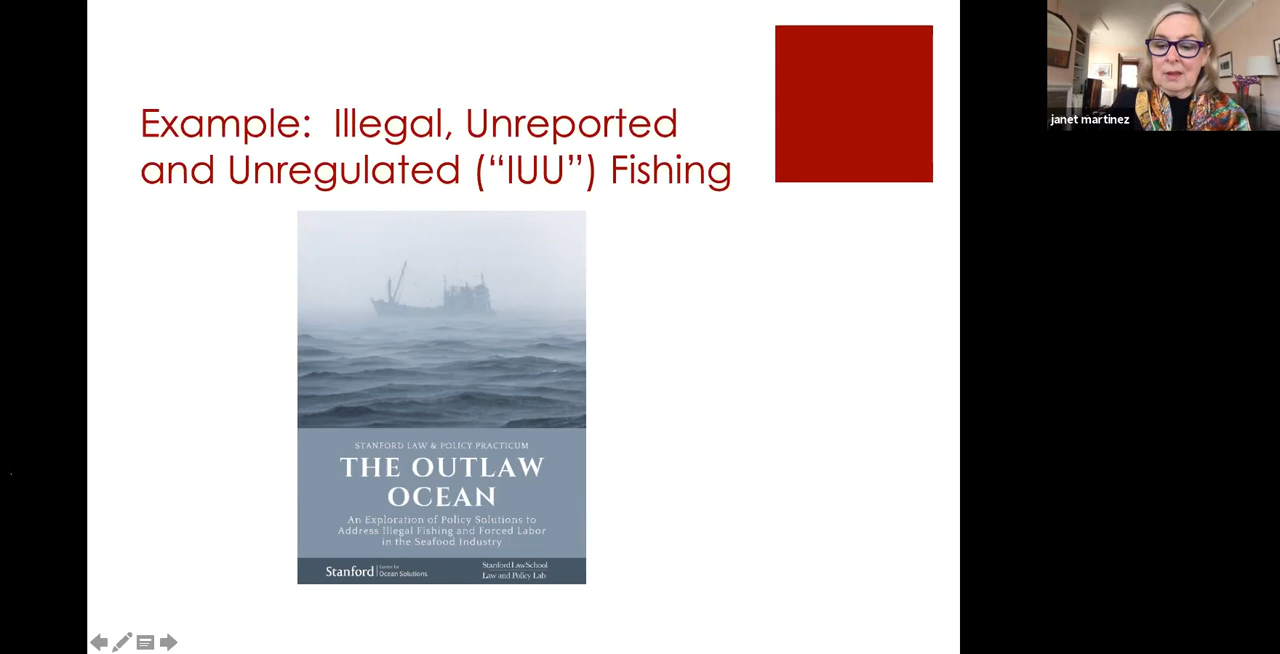 Example:  Illegal, Unreported
and Unregulated (“IUU”) Fishing
STANFORD LAW & POLICY PRACTICUM
THE OUTLAW
OCEAN
An Exploration of Policy Solutions to
Address Illegal Fishing and Forced Labor
in the Seafood Industry
Stanford
Center for
Ocean Solutions
Stanford Law School
Law and Policy Lab
janet martinez